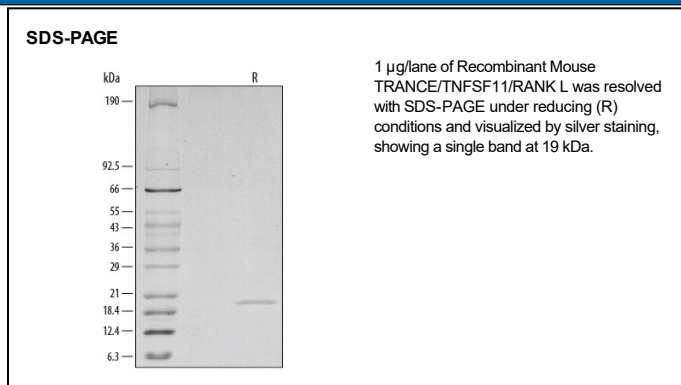 SDS-PAGE
kDa
R
190
92.5
66
55
43
36
29
21
18.4
12.4
6.3
1 µg/lane of Recombinant Mouse
TRANCE/TNFSF11/RANK L was resolved
with SDS-PAGE under reducing (R)
conditions and visualized by silver staining,
showing a single band at 19 kDa.